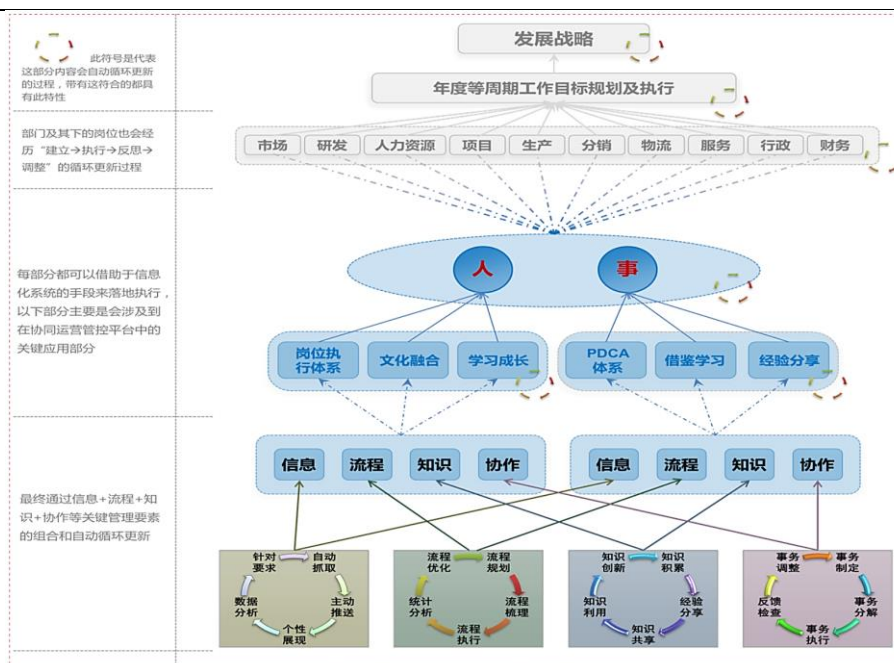 此符号是代表
这部分内容会自动循环更新
的过程，带有这符合的都具
有此特性
发展战略
年度等周期工作目标规划及执行
部门及其下的岗位也会经
历“建立→执行→反思→
调整”的循环更新过程
市场 研发 人力资源 项目 生产 分销 物流 服务 行政 财务
人 事
每部分都可以借助于信息
化系统的手段来落地执行，
以下部分主要是会涉及到
在协同运营管控平台中的
关键应用部分
岗位执
行体系
文化融合
学习成长
PDCA
体系
借鉴学习
经验分享
信息 流程 知识 协作
信息 流程 知识 协作
最终通过信息+流程+知
识+协作等关键管理要素
的组合和自动循环更新
针对
要求
自动
抓取
主动
推送
个性
展现
数据
分析
流程
优化
流程
规划
流程
梳理
流程
执行
统计
分析
知识
创新
知识
积累
经验
分享
知识
共享
知识
利用
事务
调整
事务
制定
事务
分解
事务
执行
反馈
检查